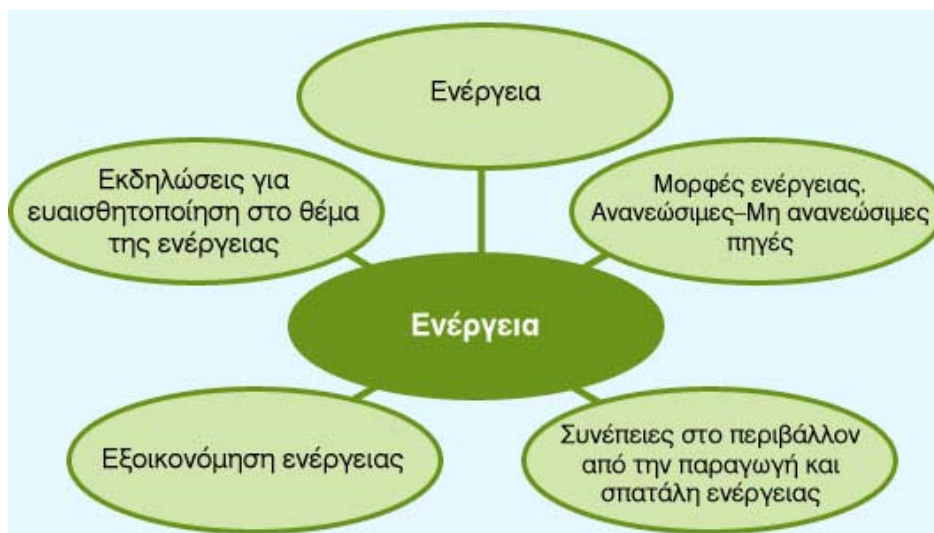 Ενέργεια
Εκδηλώσεις για
ευαισθητοποίηση στο θέμα
της ενέργειας
Μορφές ενέργειας.
Ανανεώσιμες–Μη ανανεώσιμες
πηγές
Ενέργεια
Εξοικονόμηση ενέργειας
Συνέπειες στο περιβάλλον
από την παραγωγή και
σπατάλη ενέργειας